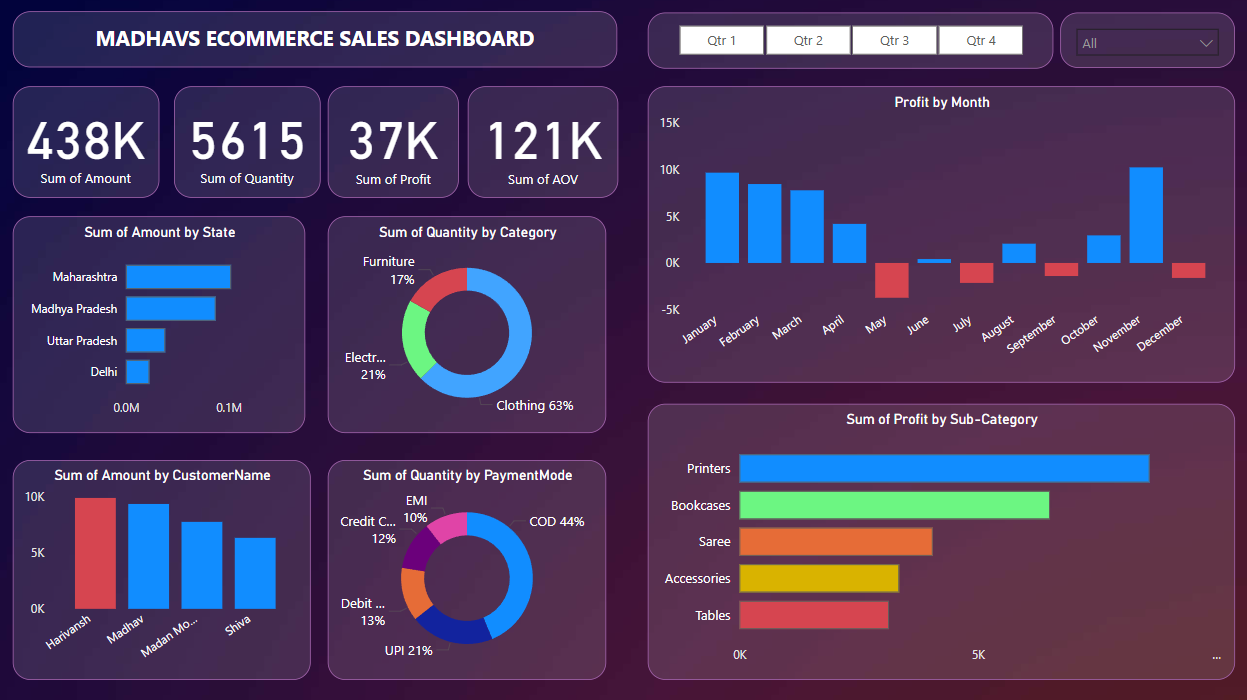 MADHAVS ECOMMERCE SALES DASHBOARD
Qtr 1 Qtr 2 Qtr 3 Qtr 4
All
438K
Sum of Amount
5615
Sum of Quantity
37K
Sum of Profit
121K
Sum of AOV
Profit by Month
15K
10K
5K
0K
-5K
January February March April May June July August September October November December
Sum of Amount by State
Maharashtra
Madhya Pradesh
Uttar Pradesh
Delhi
0.0M 0.1M
Sum of Quantity by Category
Furniture
17%
Electr...
21%
Clothing 63%
Sum of Profit by Sub-Category
Printers
Bookcases
Saree
Accessories
Tables
0K 5K ...
Sum of Amount by CustomerName
10K
5K
0K
Harivansh Madhav Madan Mo... Shiva
Sum of Quantity by PaymentMode
EMI
10%
Credit C...
12%
COD 44%
Debit ...
13%
UPI 21%